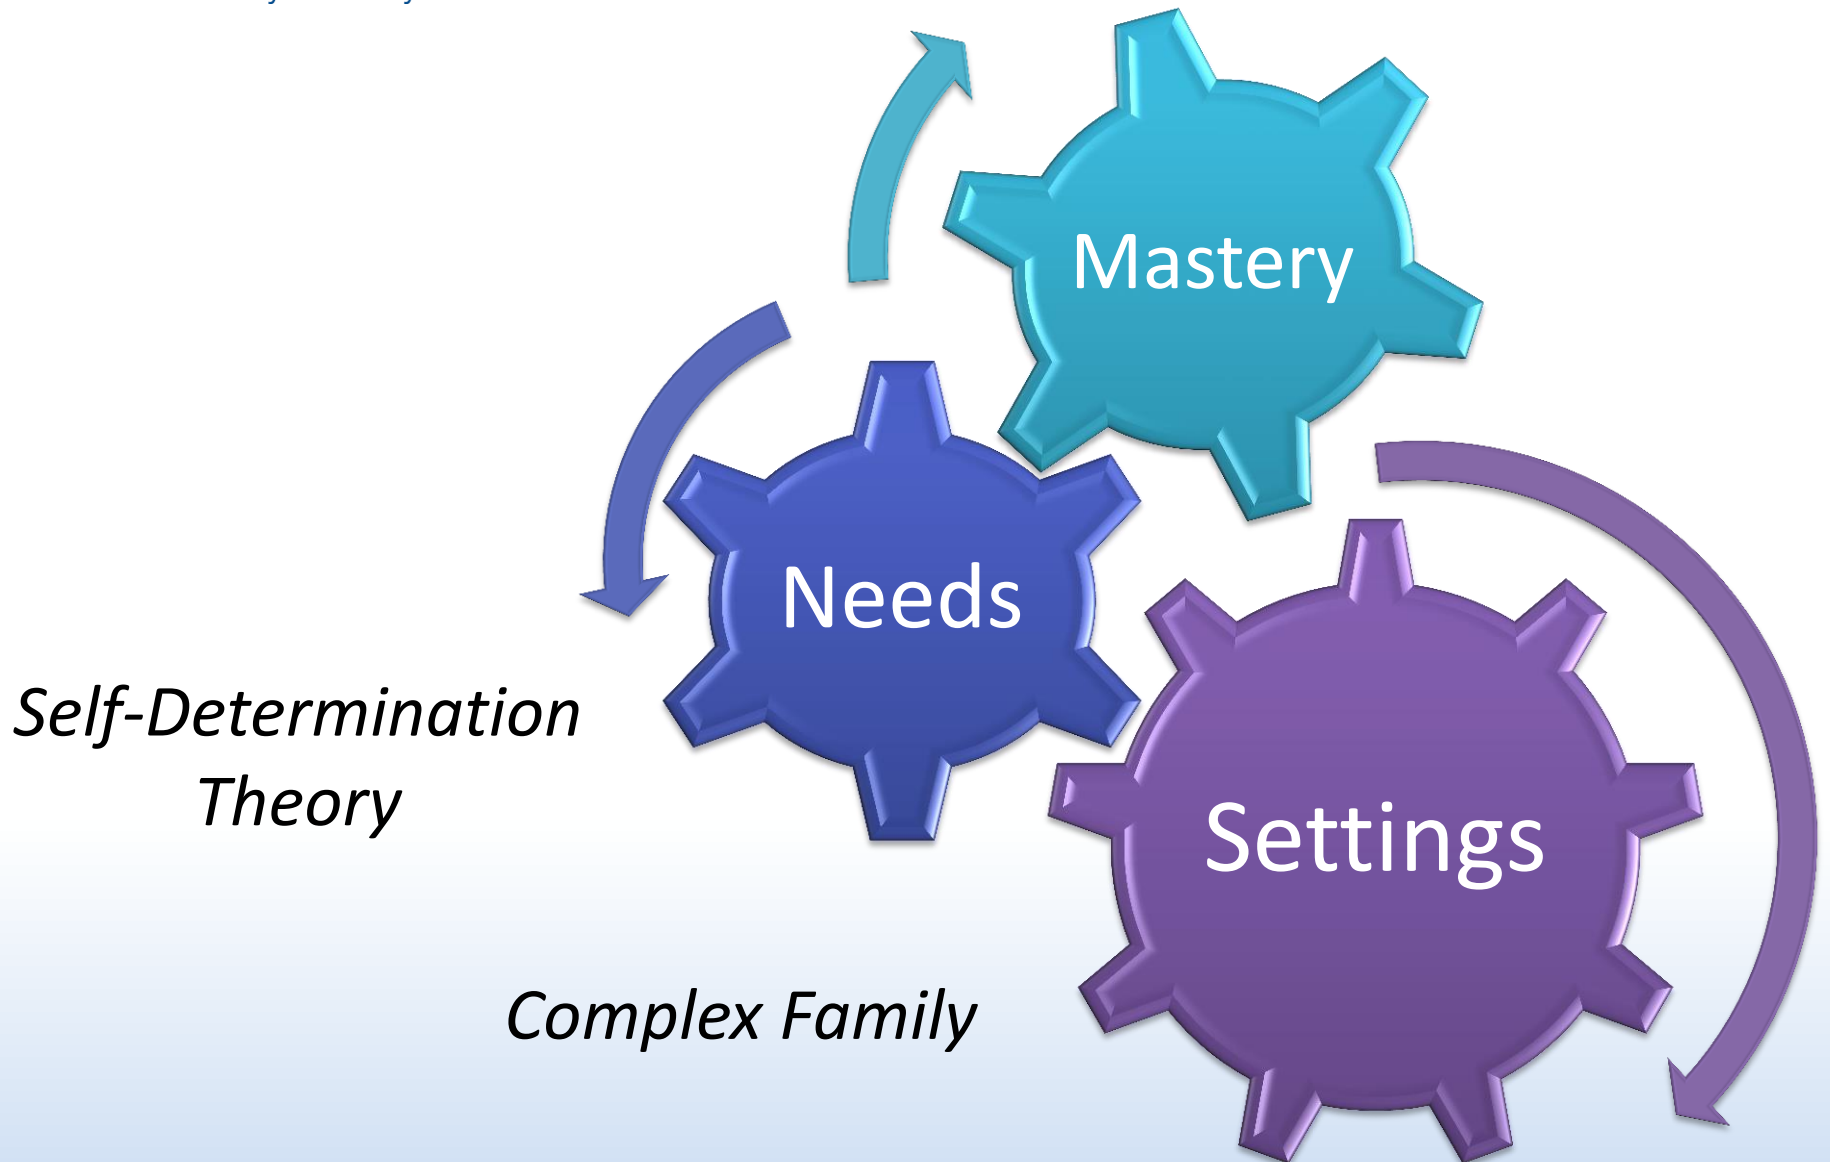 Mastery
Needs
Self-Determination
Theory
Settings
Complex Family